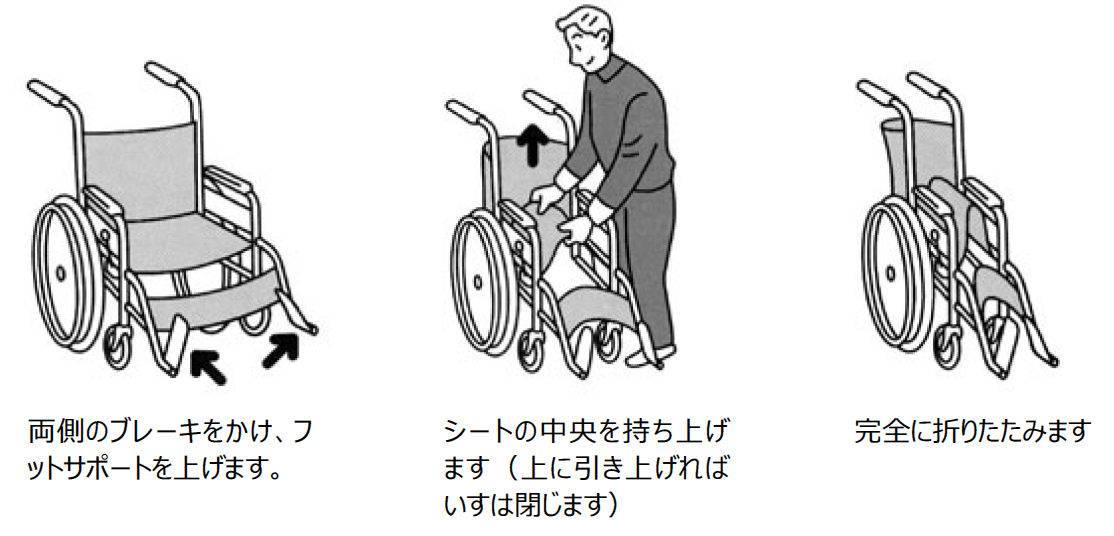 両側のブレーキをかけ、フ
ットサポートを上げます。
シートの中央を持ち上げ
ます（上に引き上げれば
いすは閉じます）
完全に折りたたみます